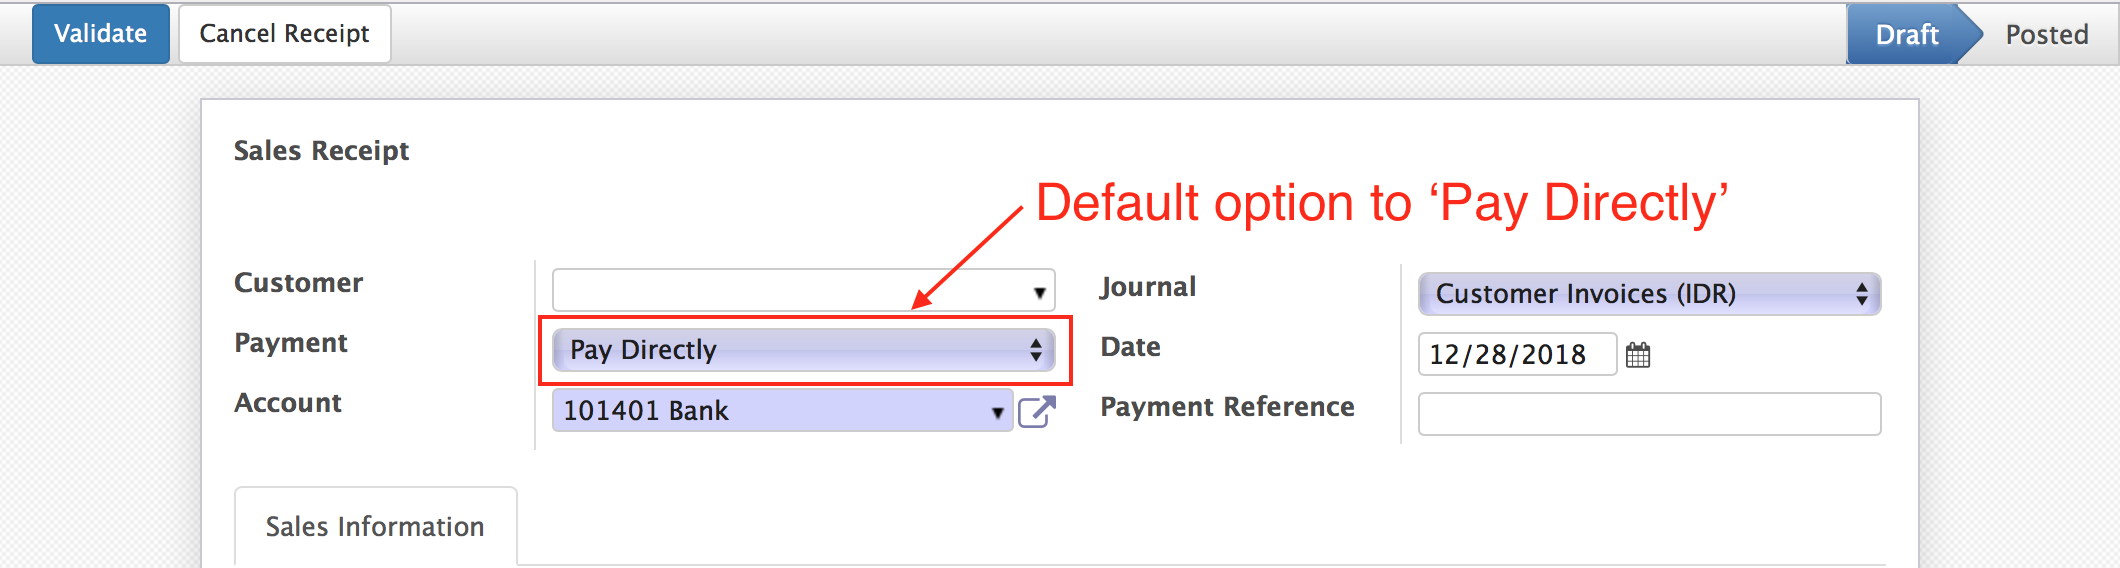 Validate
Cancel Receipt
Draft
Posted
Sales Receipt
Default option to ‘Pay Directly’
Customer
Journal
Customer Invoices (IDR)
Payment
Pay Directly
Date
12/28/2018
Account
101401 Bank
Payment Reference
Sales Information